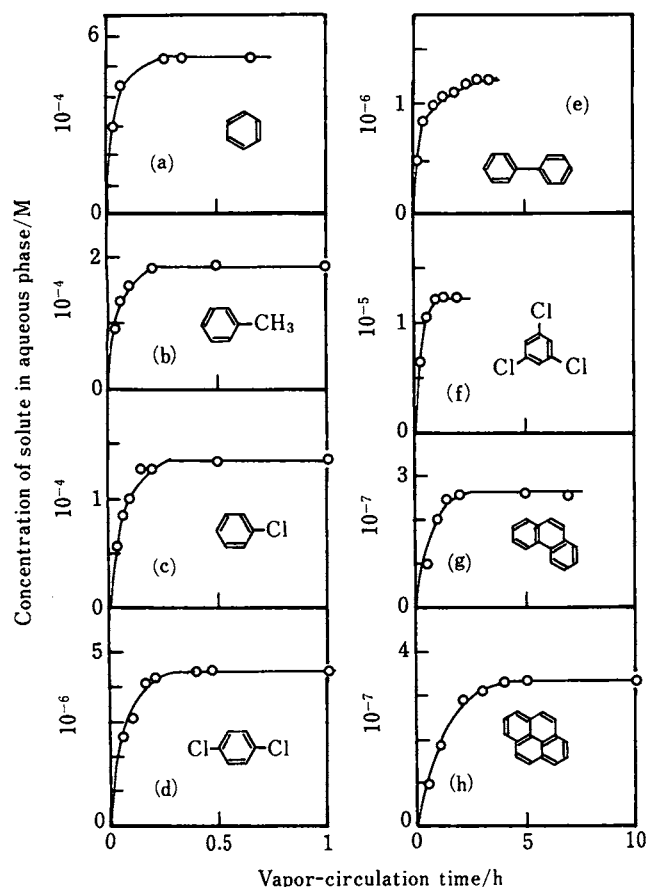 Concentration of solute in aqueous phase/M
6
10⁻⁴
(a)
0
2
10⁻⁴
CH₃
(b)
0
1
10⁻⁴
Cl
(c)
0
5
10⁻⁶
Cl Cl
(d)
0
0 0.5 1
1
10⁻⁶
(e)
0
1
10⁻⁵
Cl
Cl Cl
(f)
0
3
10⁻⁷
(g)
0
4
10⁻⁷
(h)
0
0 5 10
Vapor-circulation time/h